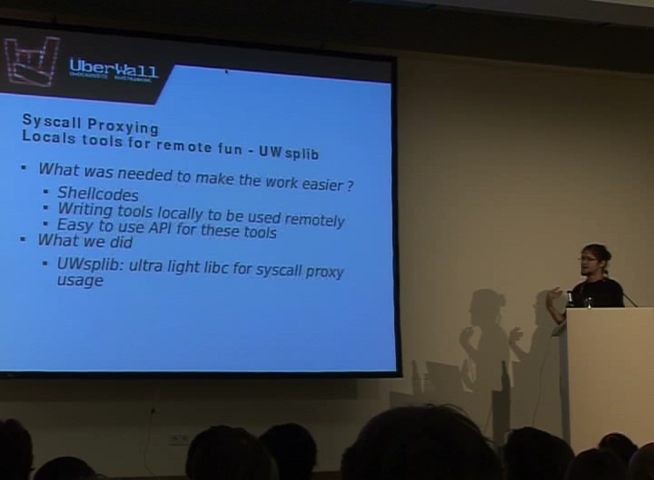 UberWall
Syscall Proxying
Locals tools for remote fun - UWsplib
▪ What was needed to make the work easier ?
▪ Shellcodes
▪ Writing tools locally to be used remotely
▪ Easy to use API for these tools
▪ What we did
▪ UWsplib: ultra light libc for syscall proxy
usage